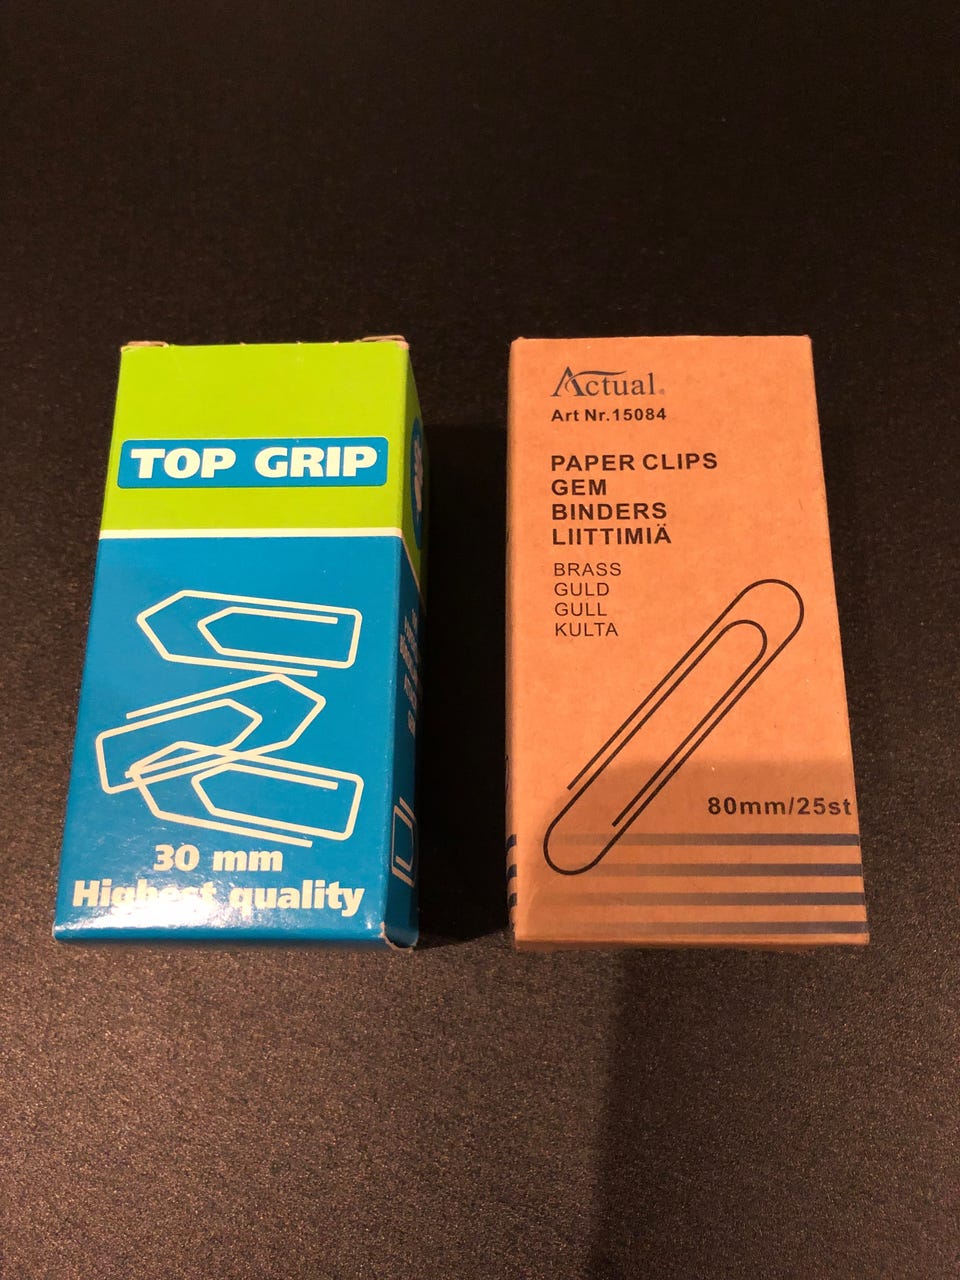 TOP GRIP
30 mm
Highest quality
Actual®
Art Nr.15084
PAPER CLIPS
GEM
BINDERS
LIITTIMIÄ
BRASS
GULD
GULL
KULTA
80mm/25st